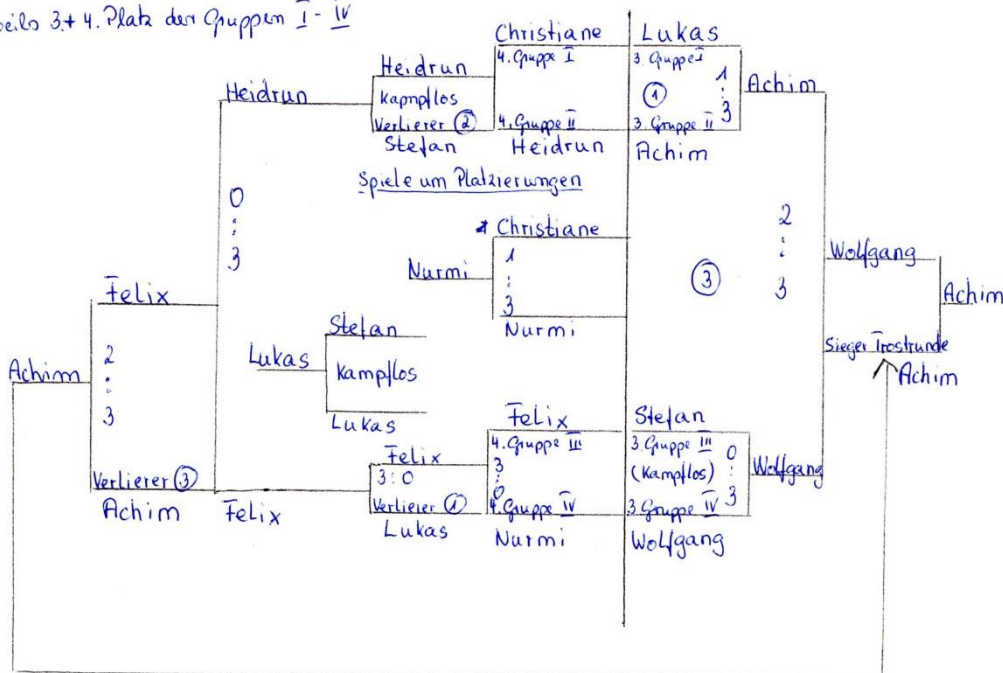 3.+ 4. Platz der Gruppen I - IV
Christiane
Lukas
4. Gruppe I
3. Gruppe I
Heidrun
Kapmpflos
Verlierer ②
Stefan
Heidrun
①
1
:
3
Achim
4. Gruppe II
Heidrun
3. Gruppe II
Achim
Spiele um Platzierungen
0
:
3
Christiane
1
:
3
Nurmi
Nurmi
2
:
3
③
Wolfgang
Achim
Sieger Trostrunde
Achim
Felix
Achim
2
:
3
Verlierer ③
Achim
Stefan
Lukas
Kampflos
Lukas
Felix
Felix
3:0
Verlierer ①
Lukas
Felix
4. Gruppe III
3
:
0
4. Gruppe IV
Nurmi
Stefan
3. Gruppe III
(Kampflos)
0
:
3
3. Gruppe IV
Wolfgang
Wolfgang